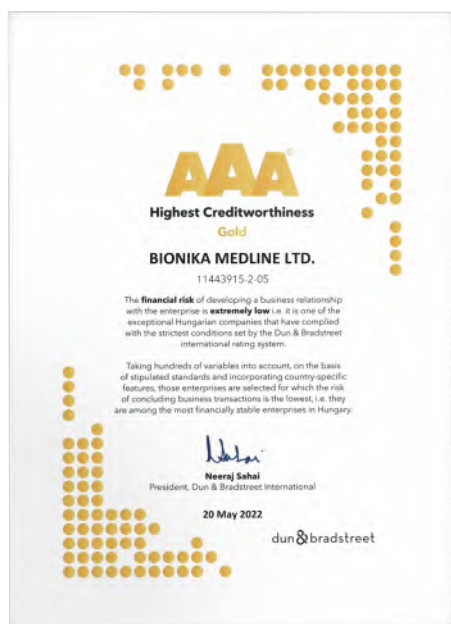 AAA®
Highest Creditworthiness
Gold
BIONIKA MEDLINE LTD.
11443915-2-05
The financial risk of developing a business relationship
with the enterprise is extremely low i.e. it is one of the
exceptional Hungarian companies that have complied
with the strictest conditions set by the Dun & Bradstreet
international rating system.
Taking hundreds of variables into account, on the basis
of stipulated standards and incorporating country-specific
features, those enterprises are selected for which the risk
of concluding business transactions is the lowest, i.e. they
are among the most financially stable enterprises in Hungary.
Neeraj Sahai
President, Dun & Bradstreet International
20 May 2022
dun & bradstreet